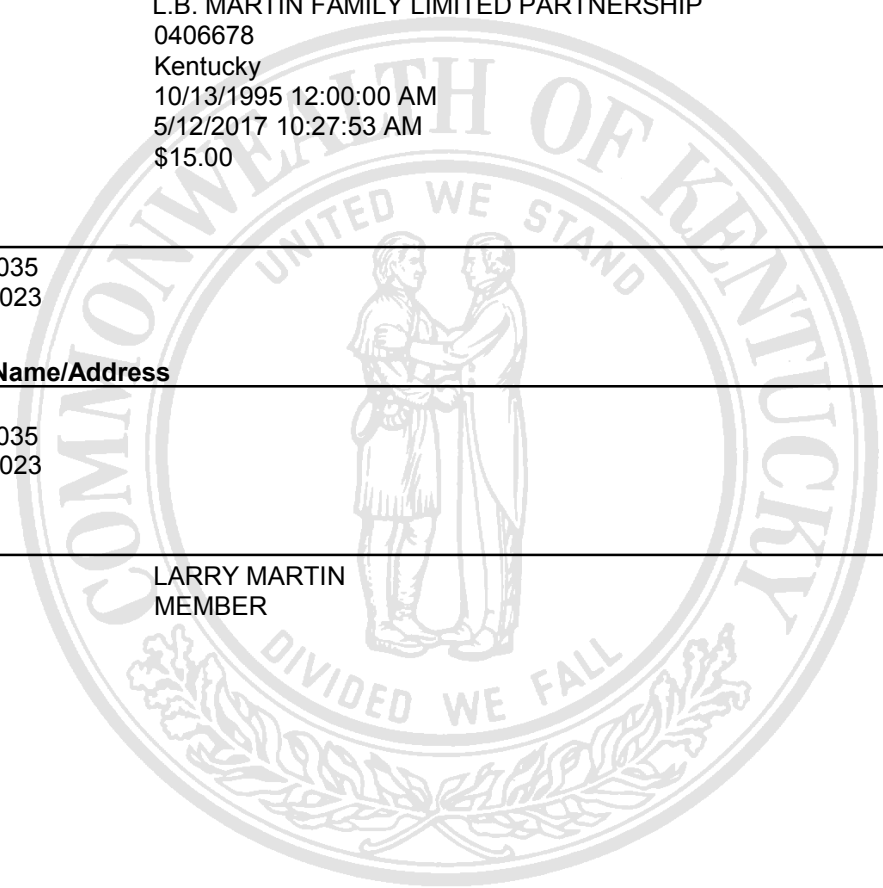 L.B. MARTIN FAMILY LIMITED PARTNERSHIP
0406678
Kentucky
10/13/1995 12:00:00 AM
5/12/2017 10:27:53 AM
$15.00
COMMONWEALTH OF KENTUCKY
UNITED WE STAND
035
023
Name/Address
035
023
LARRY MARTIN
MEMBER
DIVIDED WE FALL